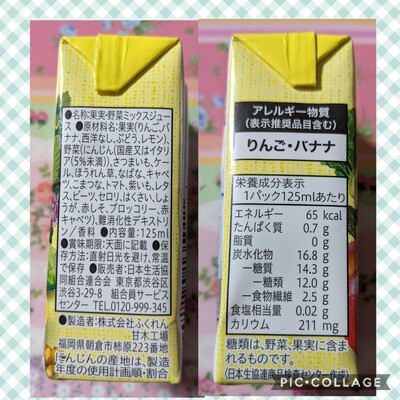 ●名称:果実・野菜ミックスジュー
ス ●原材料名:果実(りんご、バ
ナナ、西洋なし、ぶどう、レモン)、
野菜(にんじん(国産又はイタリ
ア(5%未満))、さつまいも、ケー
ル、ほうれん草、なばな、キャベ
ツ、こまつな、トマト、紫いも、レタ
ス、ビーツ、セロリ、はくさい、しょ
うが、赤しそ、ブロッコリー、赤
キャベツ)、難消化性デキストリ
ン/香料 ●内容量:125ml
●賞味期限:天面に記載 ●保
存方法:直射日光を避け、常温
で保存 ●販売者:日本生活協
同組合連合会 東京都渋谷区
渋谷3-29-8 組合員サービス
センター TEL0120-999-345
●製造者:株式会社ふくれん
甘木工場
福岡県朝倉市柿原223番地
にんじんの産地は、製造
年度の使用計画順・割合
アレルギー物質
(表示推奨品目含む)
りんご・バナナ
栄養成分表示
1パック125mlあたり
エネルギー 65 kcal
たんぱく質 0.7 g
脂質 0 g
炭水化物 16.8 g
－糖質 14.3 g
－糖類 12.0 g
－食物繊維 2.5 g
食塩相当量 0.02 g
カリウム 211 mg
糖類は、野菜、果実に含ま
れるものです。
(日本生協連商品検査センター作成)
PIC・COLLAGE